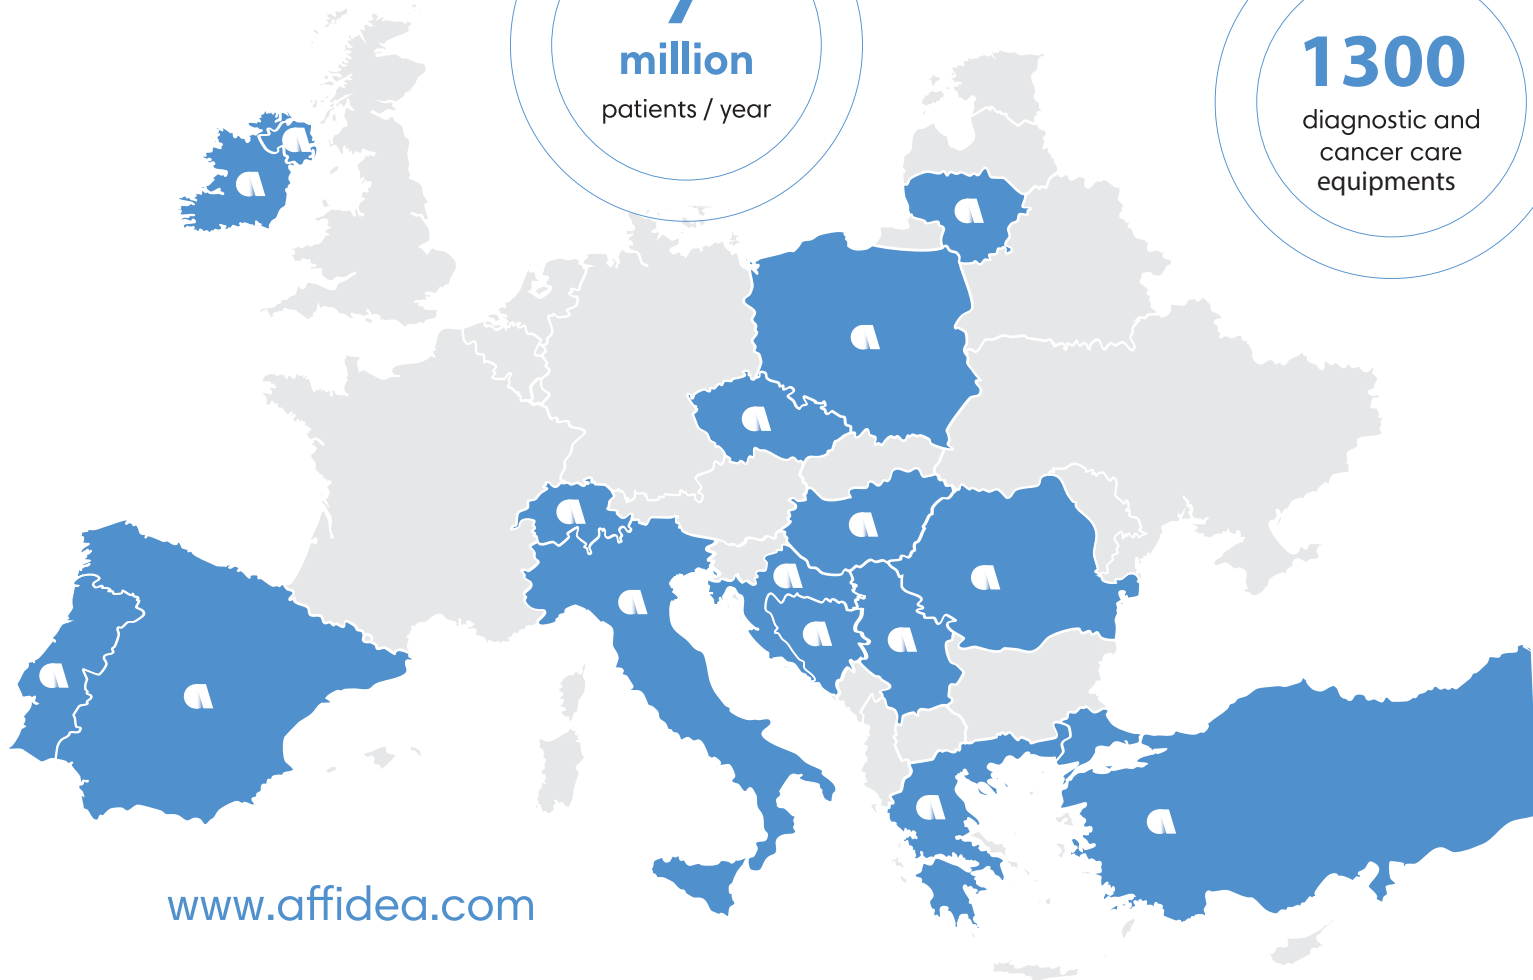 million
patients / year
1300
diagnostic and
cancer care
equipments
www.affidea.com